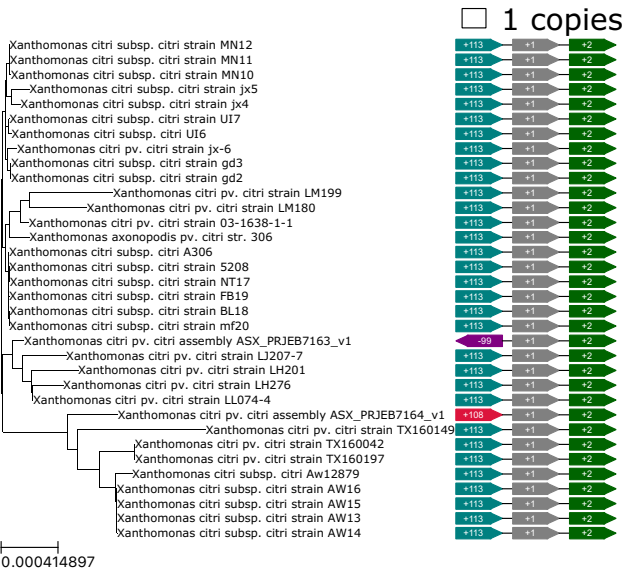 1 copies
Xanthomonas citri subsp. citri strain MN12 +113 +1 +2
Xanthomonas citri subsp. citri strain MN11 +113 +1 +2
Xanthomonas citri subsp. citri strain MN10 +113 +1 +2
Xanthomonas citri subsp. citri strain jx5 +113 +1 +2
Xanthomonas citri subsp. citri strain jx4 +113 +1 +2
Xanthomonas citri subsp. citri strain UI7 +113 +1 +2
Xanthomonas citri subsp. citri UI6 +113 +1 +2
Xanthomonas citri pv. citri strain jx-6 +113 +1 +2
Xanthomonas citri subsp. citri strain gd3 +113 +1 +2
Xanthomonas citri subsp. citri strain gd2 +113 +1 +2
Xanthomonas citri pv. citri strain LM199 +113 +1 +2
Xanthomonas citri pv. citri strain LM180 +113 +1 +2
Xanthomonas citri pv. citri strain 03-1638-1-1 +113 +1 +2
Xanthomonas axonopodis pv. citri str. 306 +113 +1 +2
Xanthomonas citri subsp. citri A306 +113 +1 +2
Xanthomonas citri subsp. citri strain 5208 +113 +1 +2
Xanthomonas citri subsp. citri strain NT17 +113 +1 +2
Xanthomonas citri subsp. citri strain FB19 +113 +1 +2
Xanthomonas citri subsp. citri strain BL18 +113 +1 +2
Xanthomonas citri subsp. citri strain mf20 +113 +1 +2
Xanthomonas citri pv. citri assembly ASX_PRJEB7163_v1 -99 +1 +2
Xanthomonas citri pv. citri strain LJ207-7 +113 +1 +2
Xanthomonas citri pv. citri strain LH201 +113 +1 +2
Xanthomonas citri pv. citri strain LH276 +113 +1 +2
Xanthomonas citri pv. citri strain LL074-4 +113 +1 +2
Xanthomonas citri pv. citri assembly ASX_PRJEB7164_v1 +108 +1 +2
Xanthomonas citri pv. citri strain TX160149 +113 +1 +2
Xanthomonas citri pv. citri strain TX160042 +113 +1 +2
Xanthomonas citri pv. citri strain TX160197 +113 +1 +2
Xanthomonas citri subsp. citri Aw12879 +113 +1 +2
Xanthomonas citri subsp. citri strain AW16 +113 +1 +2
Xanthomonas citri subsp. citri strain AW15 +113 +1 +2
Xanthomonas citri subsp. citri strain AW13 +113 +1 +2
Xanthomonas citri subsp. citri strain AW14 +113 +1 +2
0.000414897